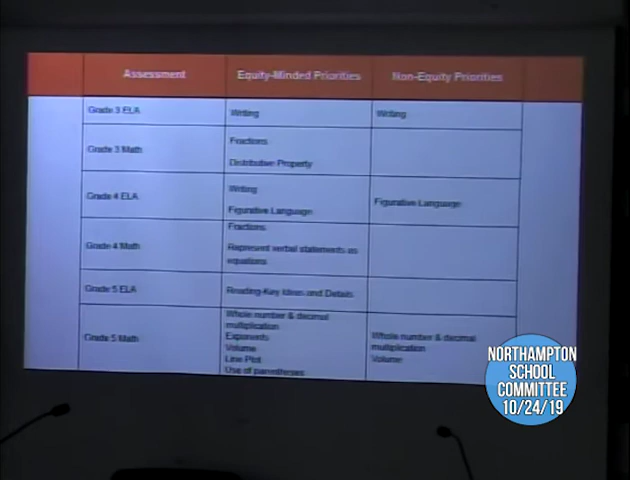 Assessment Equity-Minded Priorities Non-Equity Priorities
Grade 3 ELA Writing Writing
Grade 3 Math Fractions
Distributive Property
Grade 4 ELA Writing Figurative Language
Figurative Language
Grade 4 Math Fractions
Represent verbal statements as
equations
Grade 5 ELA Reading-Key Ideas and Details
Grade 5 Math Whole number & decimal Whole number & decimal
multiplication multiplication
Exponents Volume
Volume
Line Plot
Use of parentheses
NORTHAMPTON
SCHOOL
COMMITTEE
10/24/19